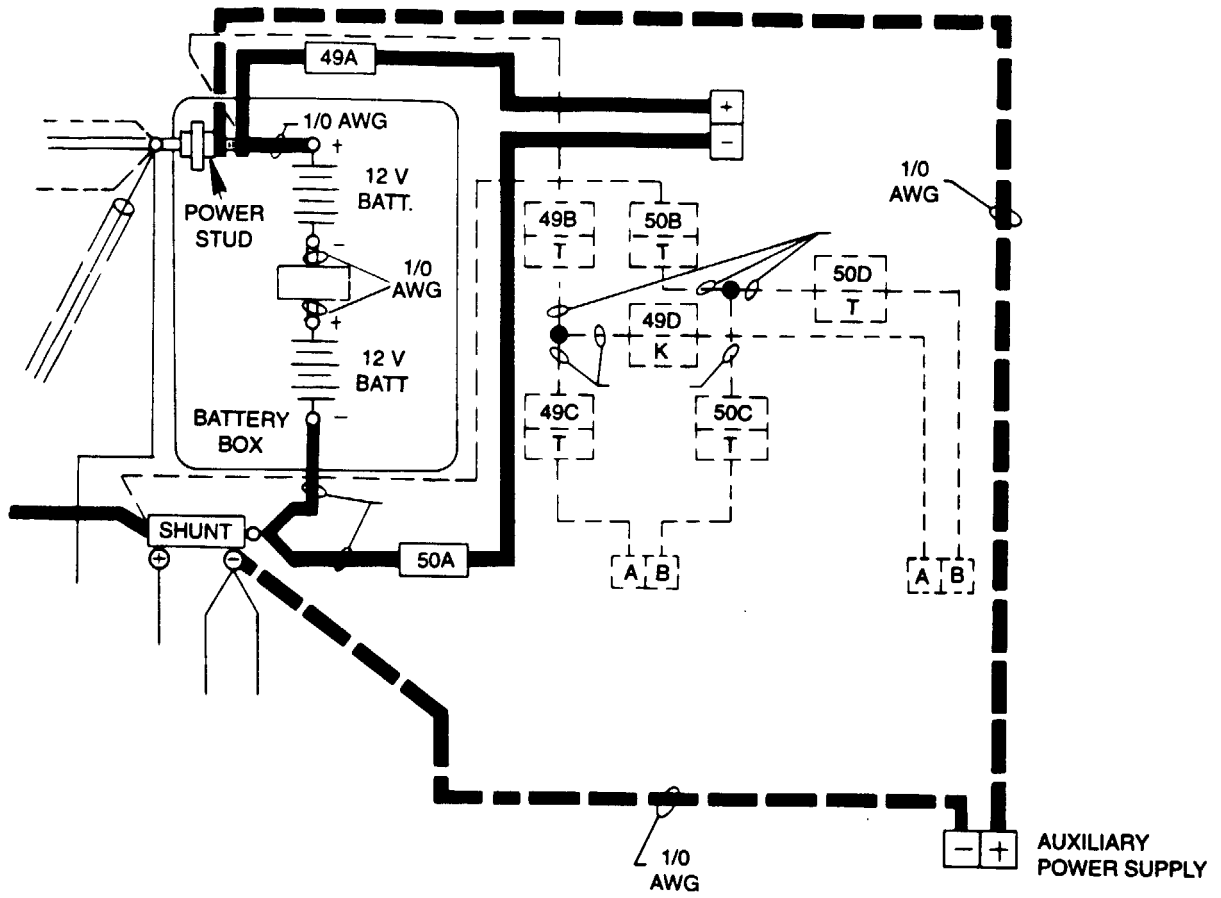 49A
1/0 AWG
+
+
−
12 V
BATT.
POWER
STUD
−
1/0
AWG
+
12 V
BATT
−
BATTERY
BOX
1/0
AWG
49B
T
50B
T
50D
T
49D
K
49C
T
50C
T
SHUNT
+
−
50A
A B
A B
1/0
AWG
− +
AUXILIARY
POWER SUPPLY